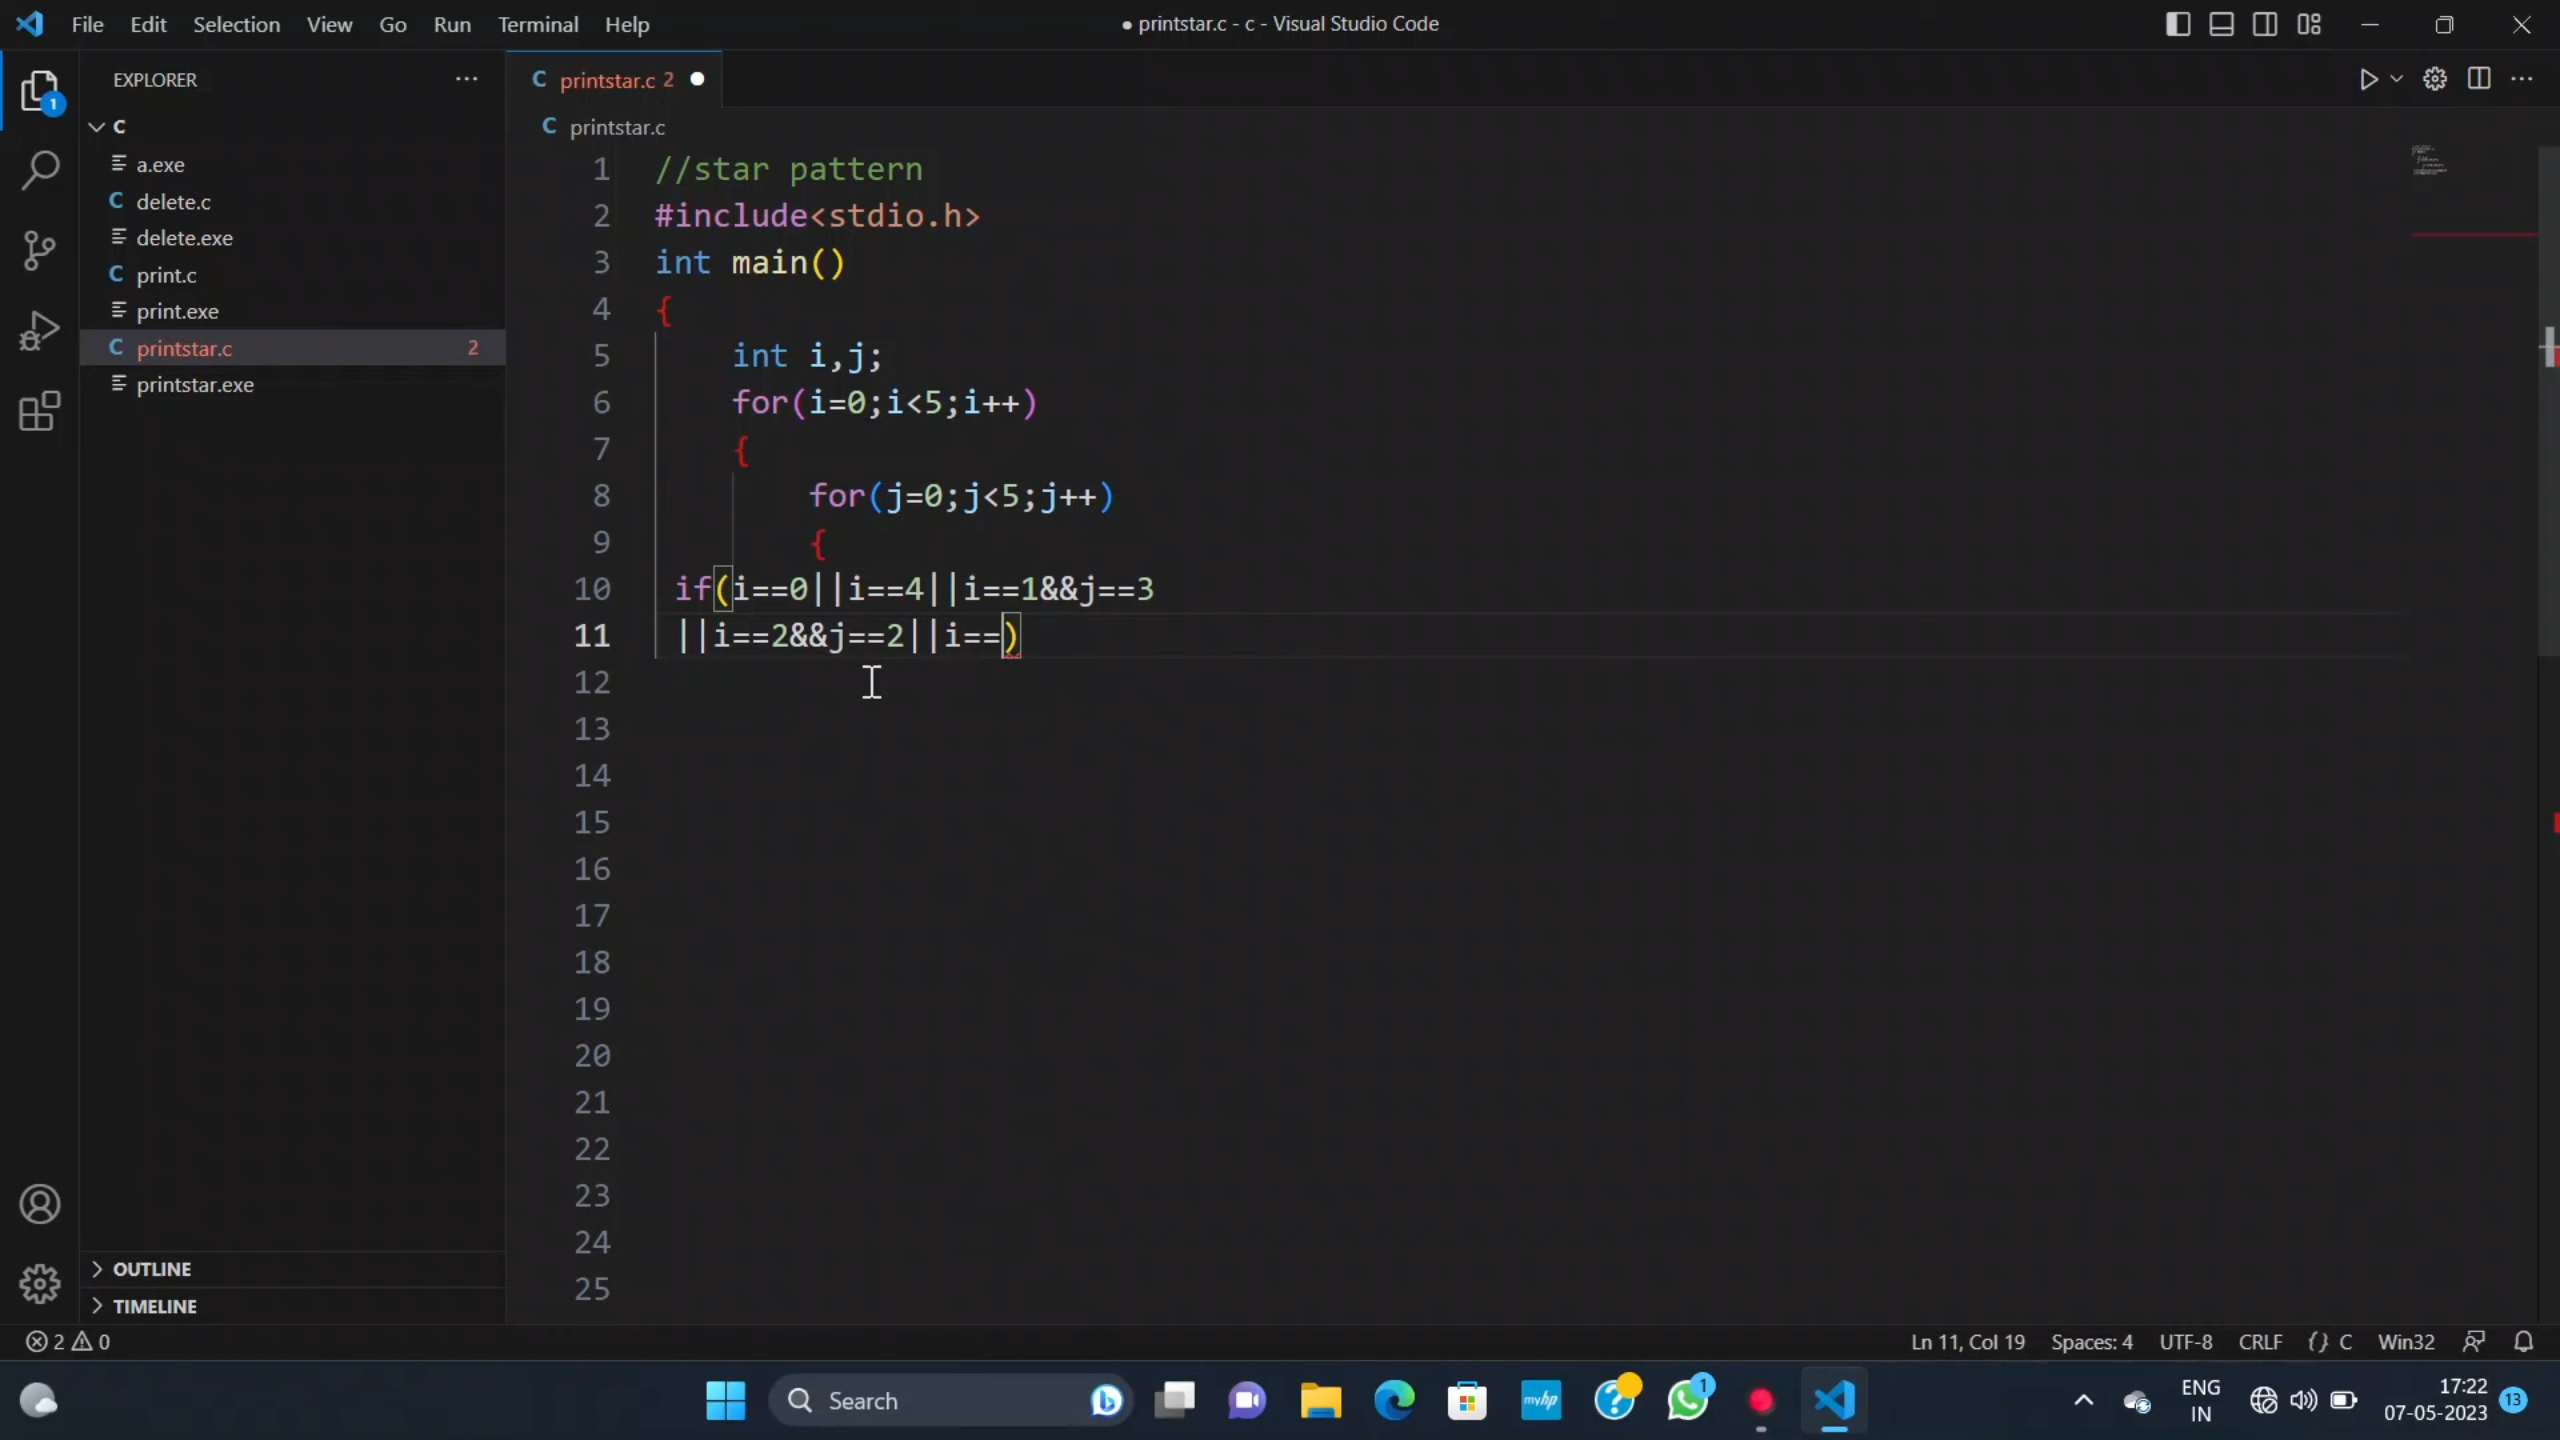 File Edit Selection View Go Run Terminal Help
● printstar.c - c - Visual Studio Code
EXPLORER
1
C
a.exe
C delete.c
delete.exe
C print.c
print.exe
C printstar.c 2
printstar.exe
OUTLINE
TIMELINE
C printstar.c 2
C printstar.c
1 //star pattern
2 #include<stdio.h>
3 int main()
4 {
5 int i,j;
6 for(i=0;i<5;i++)
7 {
8 for(j=0;j<5;j++)
9 {
10 if(i==0||i==4||i==1&&j==3
11 ||i==2&&j==2||i==)
12
13
14
15
16
17
18
19
20
21
22
23
24
25
2 0
Ln 11, Col 19 Spaces: 4 UTF-8 CRLF {} C Win32
Search
myhp
?
1
ENG
IN
17:22
07-05-2023
13